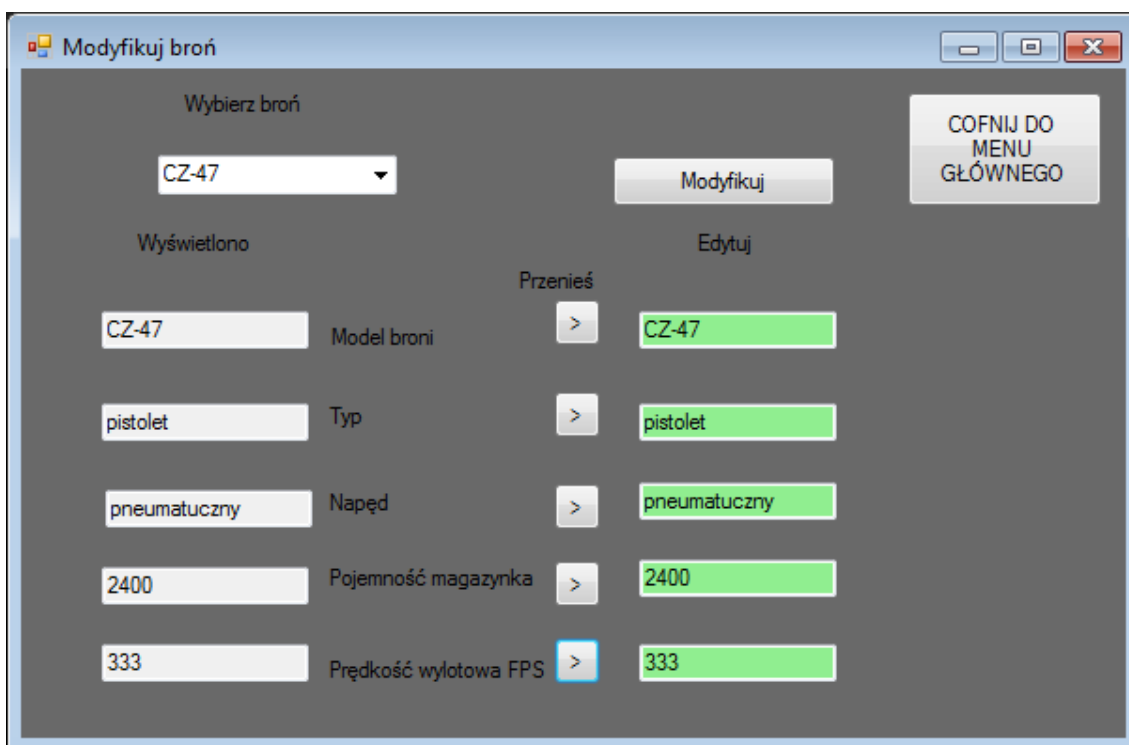 Modyfikuj broń
Wybierz broń
COFNIJ DO
MENU
GŁÓWNEGO
CZ-47
Modyfikuj
Wyświetlono
Edytuj
Przenieś
CZ-47
Model broni
>
CZ-47
pistolet
Typ
>
pistolet
pneumatuczny
Napęd
>
pneumatuczny
2400
Pojemność magazynka
>
2400
333
Prędkość wylotowa FPS
>
333